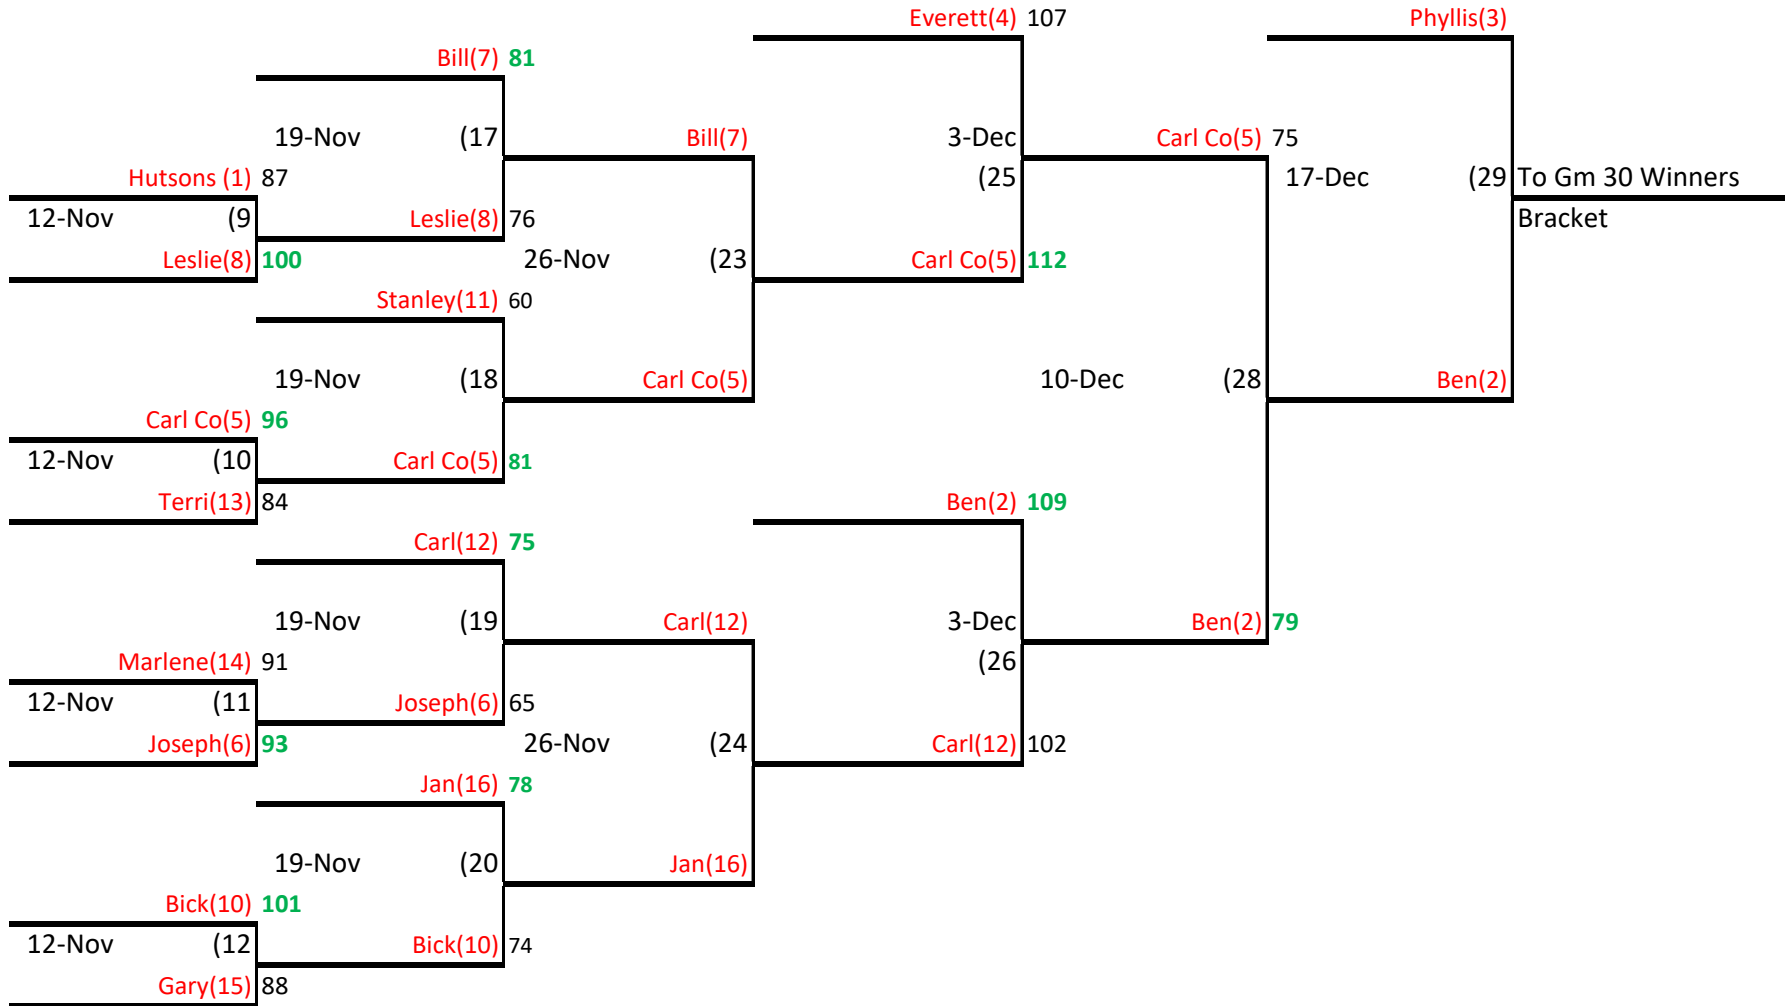 Everett(4) 107 Phyllis(3)
Bill(7) 81
19-Nov (17 Bill(7) 3-Dec Carl Co(5) 75
Hutsons (1) 87 (25 17-Dec (29 To Gm 30 Winners
12-Nov (9 Leslie(8) 76 Bracket
Leslie(8) 100 26-Nov (23 Carl Co(5) 112
Stanley(11) 60
19-Nov (18 Carl Co(5) 10-Dec (28 Ben(2)
Carl Co(5) 96
12-Nov (10 Carl Co(5) 81
Terri(13) 84 Ben(2) 109
Carl(12) 75
19-Nov (19 Carl(12) 3-Dec Ben(2) 79
Marlene(14) 91 (26
12-Nov (11 Joseph(6) 65
Joseph(6) 93 26-Nov (24 Carl(12) 102
Jan(16) 78
19-Nov (20 Jan(16)
Bick(10) 101
12-Nov (12 Bick(10) 74
Gary(15) 88